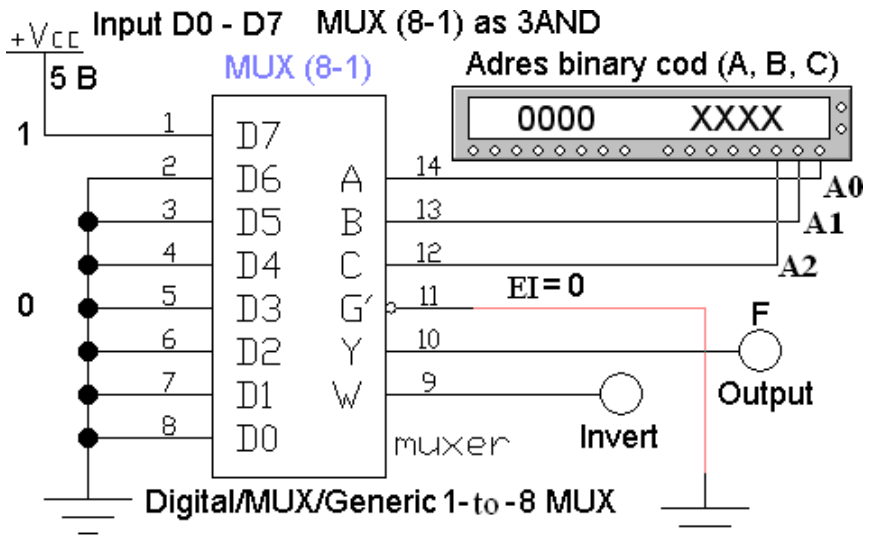 Input D0 - D7 MUX (8-1) as 3AND
+Vcc
5 B
MUX (8-1)
Adres binary cod (A, B, C)
0000 XXXX
1
1 D7
2 D6 A 14 A0
3 D5 B 13 A1
4 D4 C 12 A2
0
5 D3 G′ 11 EI = 0
6 D2 Y 10 F
7 D1 W 9 Output
8 D0 muxer Invert
Digital/MUX/Generic 1-to-8 MUX